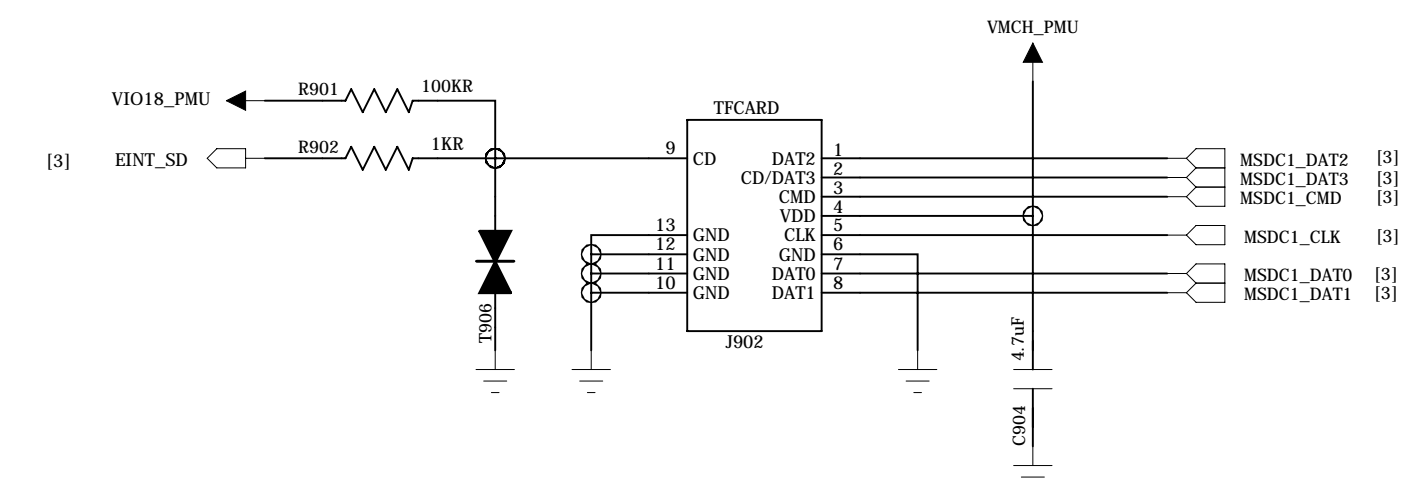 VMCH_PMU
VIO18_PMU R901 100KR
TFCARD
[3] EINT_SD R902 1KR
9 CD DAT2 1 MSDC1_DAT2 [3]
CD/DAT3 2 MSDC1_DAT3 [3]
CMD 3 MSDC1_CMD [3]
VDD 4
13 GND CLK 5 MSDC1_CLK [3]
12 GND GND 6
11 GND DAT0 7 MSDC1_DAT0 [3]
10 GND DAT1 8 MSDC1_DAT1 [3]
T906
J902
4.7uF
C904